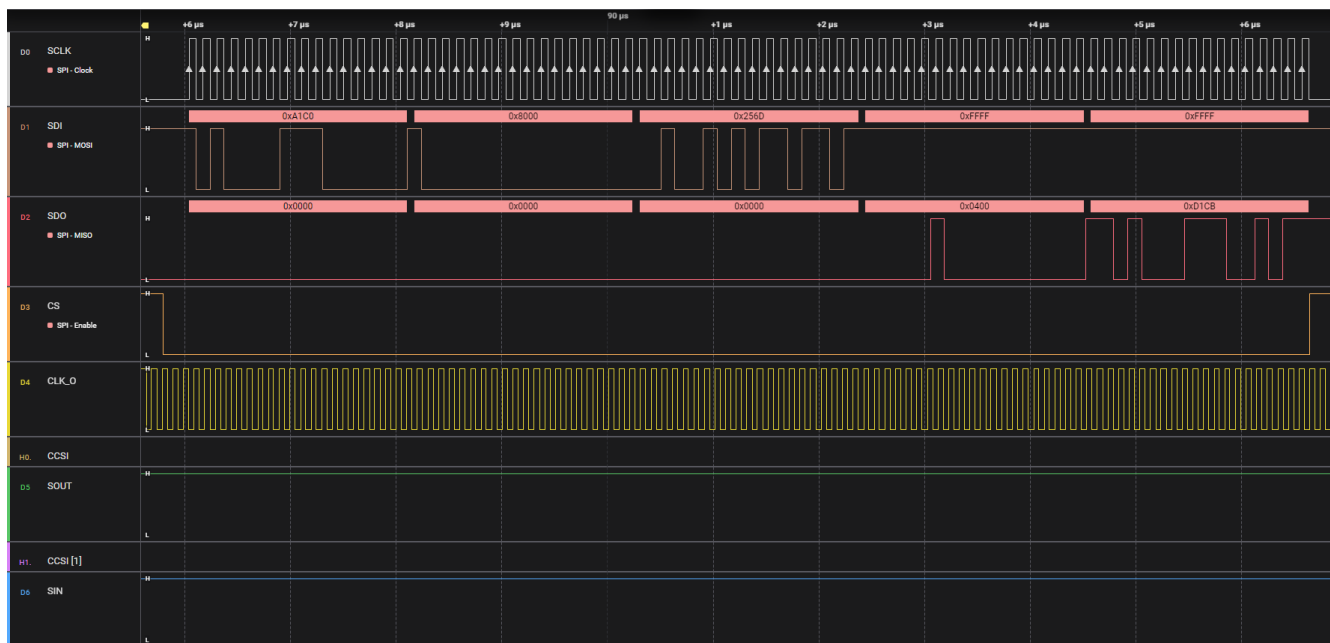 90 µs
+6 µs +7 µs +8 µs +9 µs +1 µs +2 µs +3 µs +4 µs +5 µs +6 µs
D0 SCLK H
SPI - Clock
L
0xA1C0 0x8000 0x256D 0xFFFF 0xFFFF
D1 SDI H
SPI - MOSI
L
0x0000 0x0000 0x0000 0x0400 0xD1CB
D2 SDO H
SPI - MISO
L
D3 CS H
SPI - Enable
L
D4 CLK_O H
L
H0. CCSI
D5 SOUT H
L
H1. CCSI [1]
D6 SIN H
L